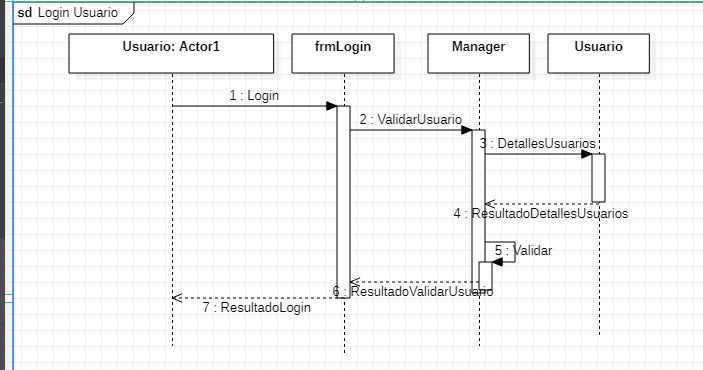 sd Login Usuario
Usuario: Actor1
frmLogin
Manager
Usuario
1 : Login
2 : ValidarUsuario
3 : DetallesUsuarios
4 : ResultadoDetallesUsuarios
5 : Validar
6 : ResultadoValidarUsuario
7 : ResultadoLogin